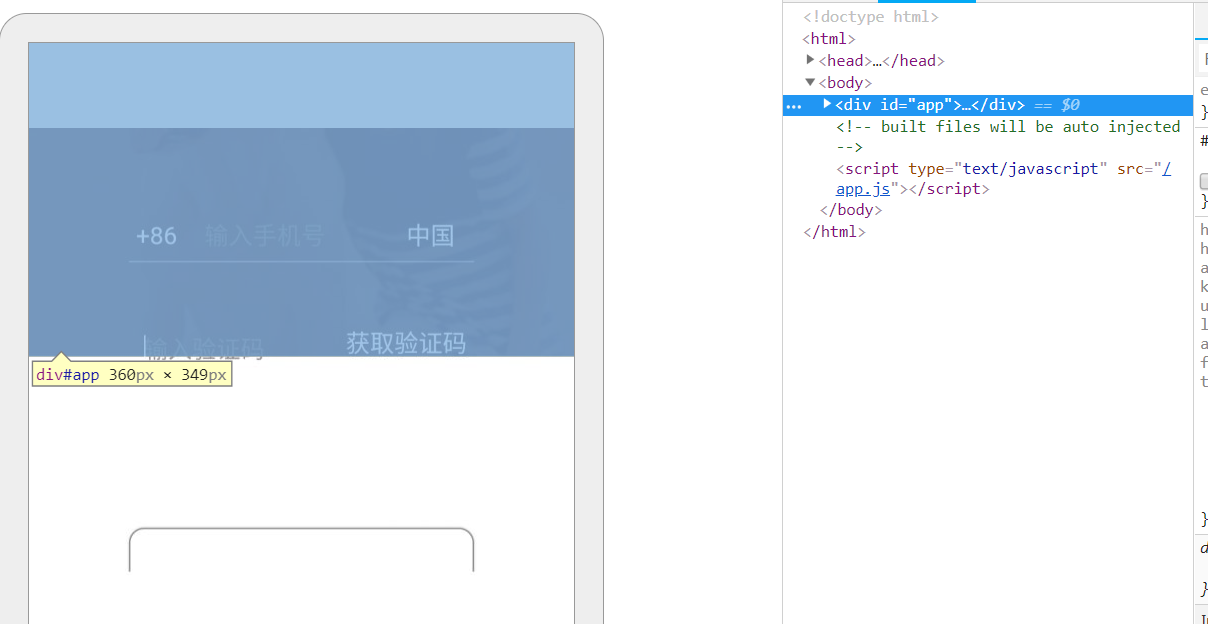 +86 输入手机号 中国
输入验证码 获取验证码
div#app 360px × 349px
<!doctype html>
<html>
<head>…</head>
<body>
<div id="app">…</div> == $0
<!-- built files will be auto injected
-->
<script type="text/javascript" src="/
app.js"></script>
</body>
</html>
}
#
}
h
h
a
k
u
l
a
f
t
}
d
}